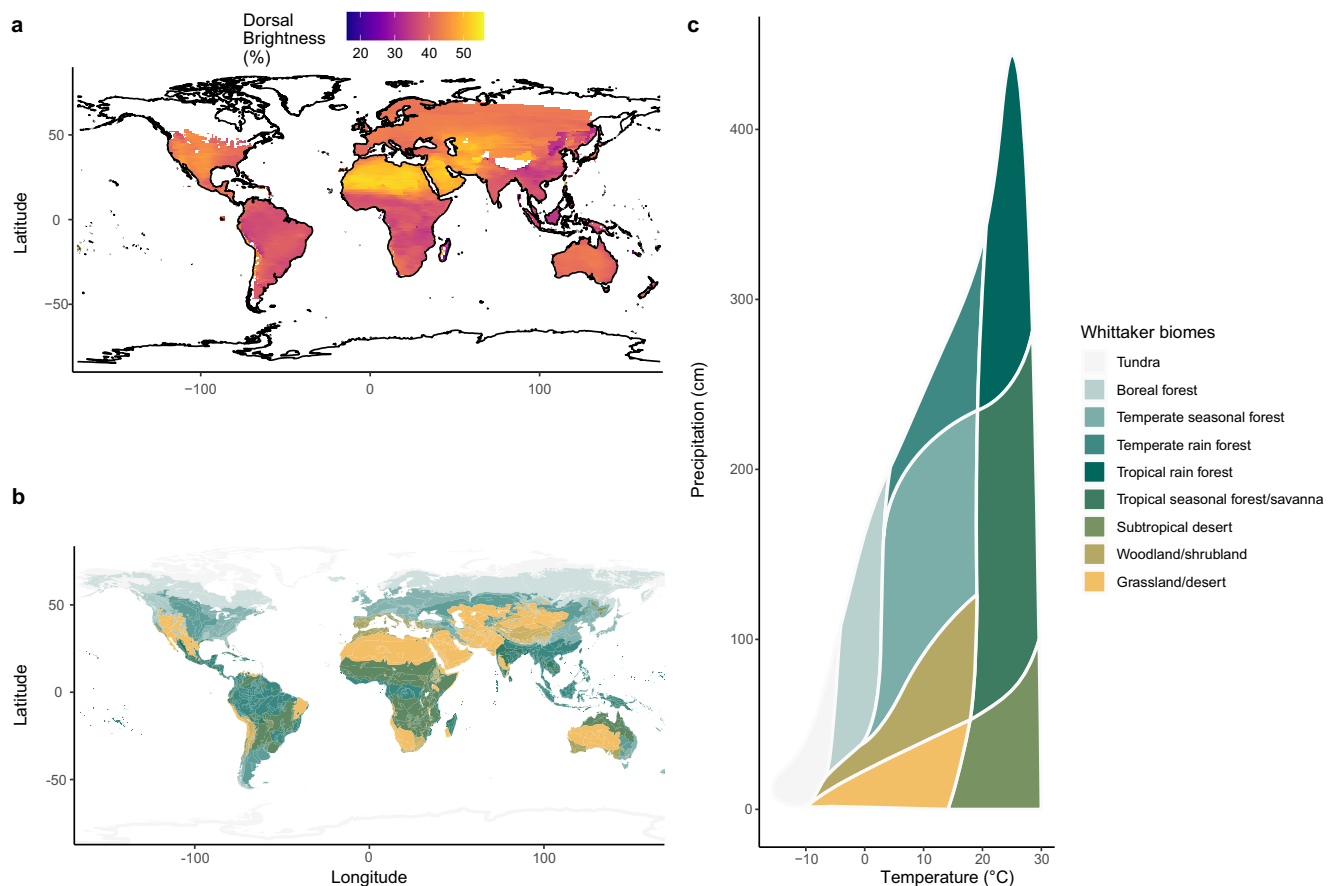 a
Dorsal
Brightness
(%)
20 30 40 50
Latitude
50
0
−50
−100 0 100
b
Latitude
50
0
-50
-100 0 100
Longitude
c
Precipitation (cm)
400
300
200
100
0
−10 0 10 20 30
Temperature (°C)
Whittaker biomes
Tundra
Boreal forest
Temperate seasonal forest
Temperate rain forest
Tropical rain forest
Tropical seasonal forest/savanna
Subtropical desert
Woodland/shrubland
Grassland/desert